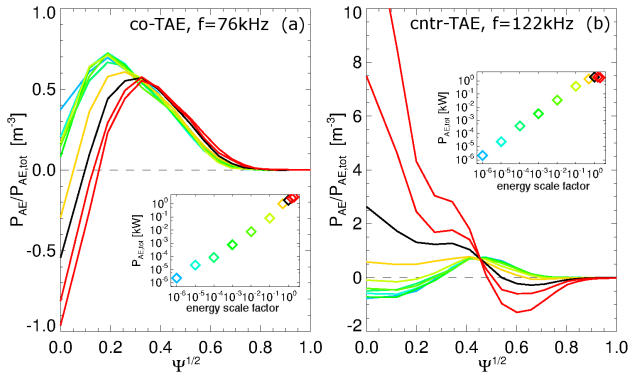 co-TAE, f=76kHz (a)
1.0
0.5
0.0
-0.5
-1.0
P_AE/P_AE,tot [m^-3]
0.0 0.2 0.4 0.6 0.8 1.0
Ψ^1/2
10^0
10^-1
10^-2
10^-3
10^-4
10^-5
10^-6
P_AE,tot [kW]
10^-6 10^-5 10^-4 10^-3 10^-2 10^-1 10^0
energy scale factor
cntr-TAE, f=122kHz (b)
10
8
6
4
2
0
-2
P_AE/P_AE,tot [m^-3]
0.0 0.2 0.4 0.6 0.8 1.0
Ψ^1/2
10^0
10^-1
10^-2
10^-3
10^-4
10^-5
10^-6
P_AE,tot [kW]
10^-6 10^-5 10^-4 10^-3 10^-2 10^-1 10^0
energy scale factor